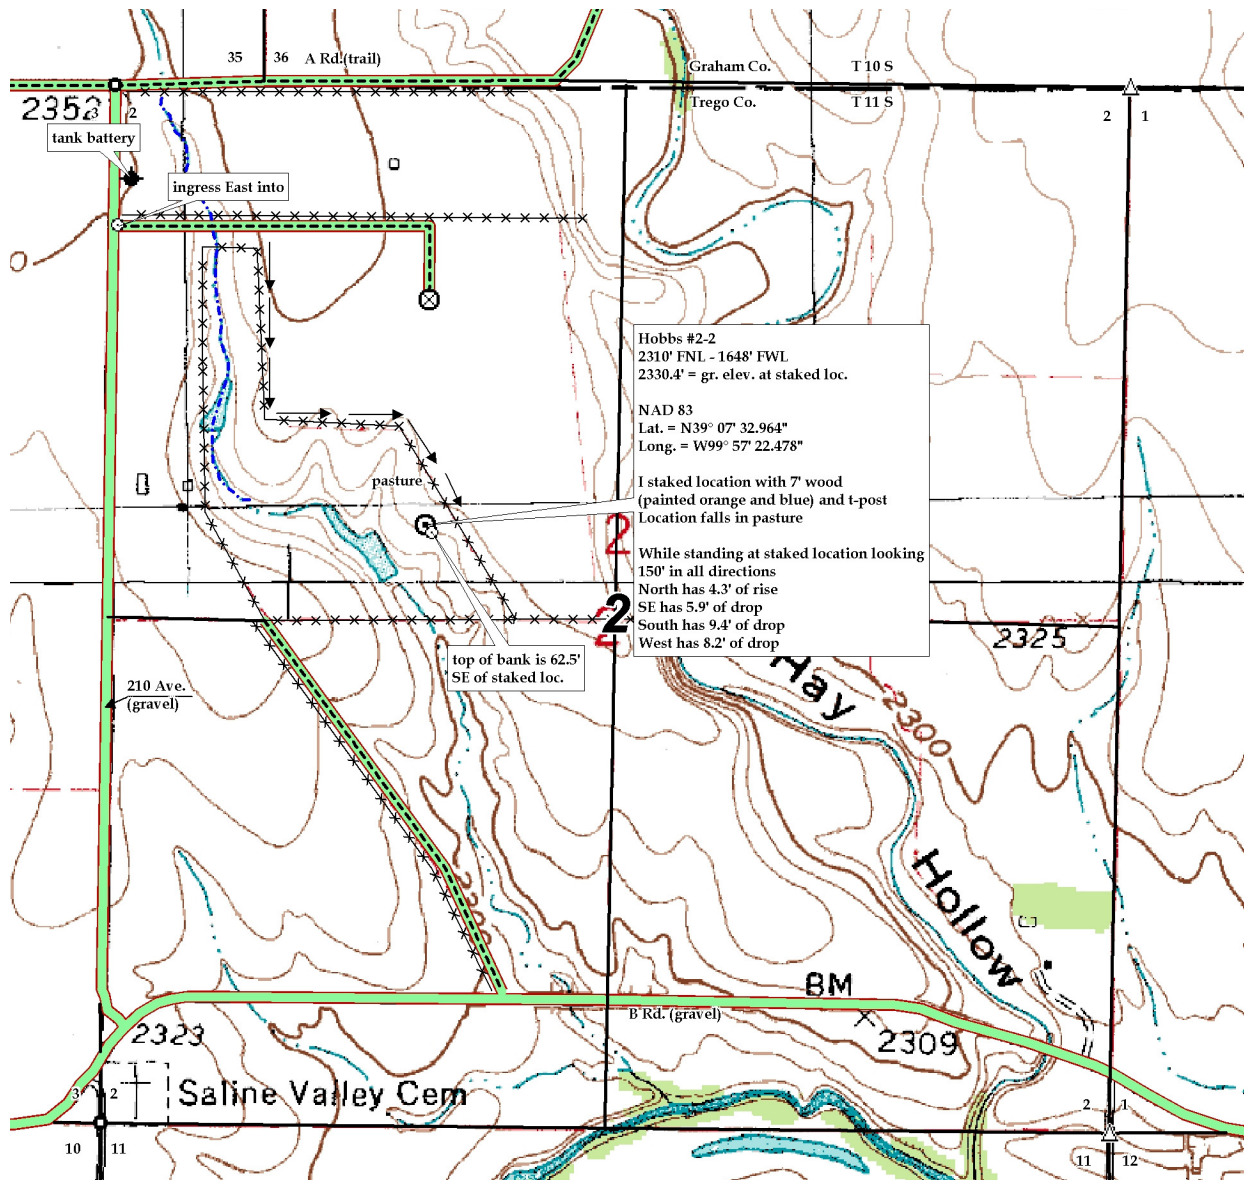 35 36 A Rd. (trail)
Graham Co. T 10 S
Trego Co. T 11 S
2352
3 2
2 1
tank battery
ingress East into
0
Hobbs #2-2
2310' FNL - 1648' FWL
2330.4' = gr. elev. at staked loc.
NAD 83
Lat. = N39° 07' 32.964"
Long. = W99° 57' 22.478"
I staked location with 7' wood
(painted orange and blue) and t-post
Location falls in pasture
While standing at staked location looking
150' in all directions
North has 4.3' of rise
SE has 5.9' of drop
South has 9.4' of drop
West has 8.2' of drop
pasture
2
2
2325
top of bank is 62.5'
SE of staked loc.
210 Ave.
(gravel)
Hay
2300
Hollow
BM
B Rd. (gravel)
2323
2309
3 2
Saline Valley Cem
2 1
10 11
11 12